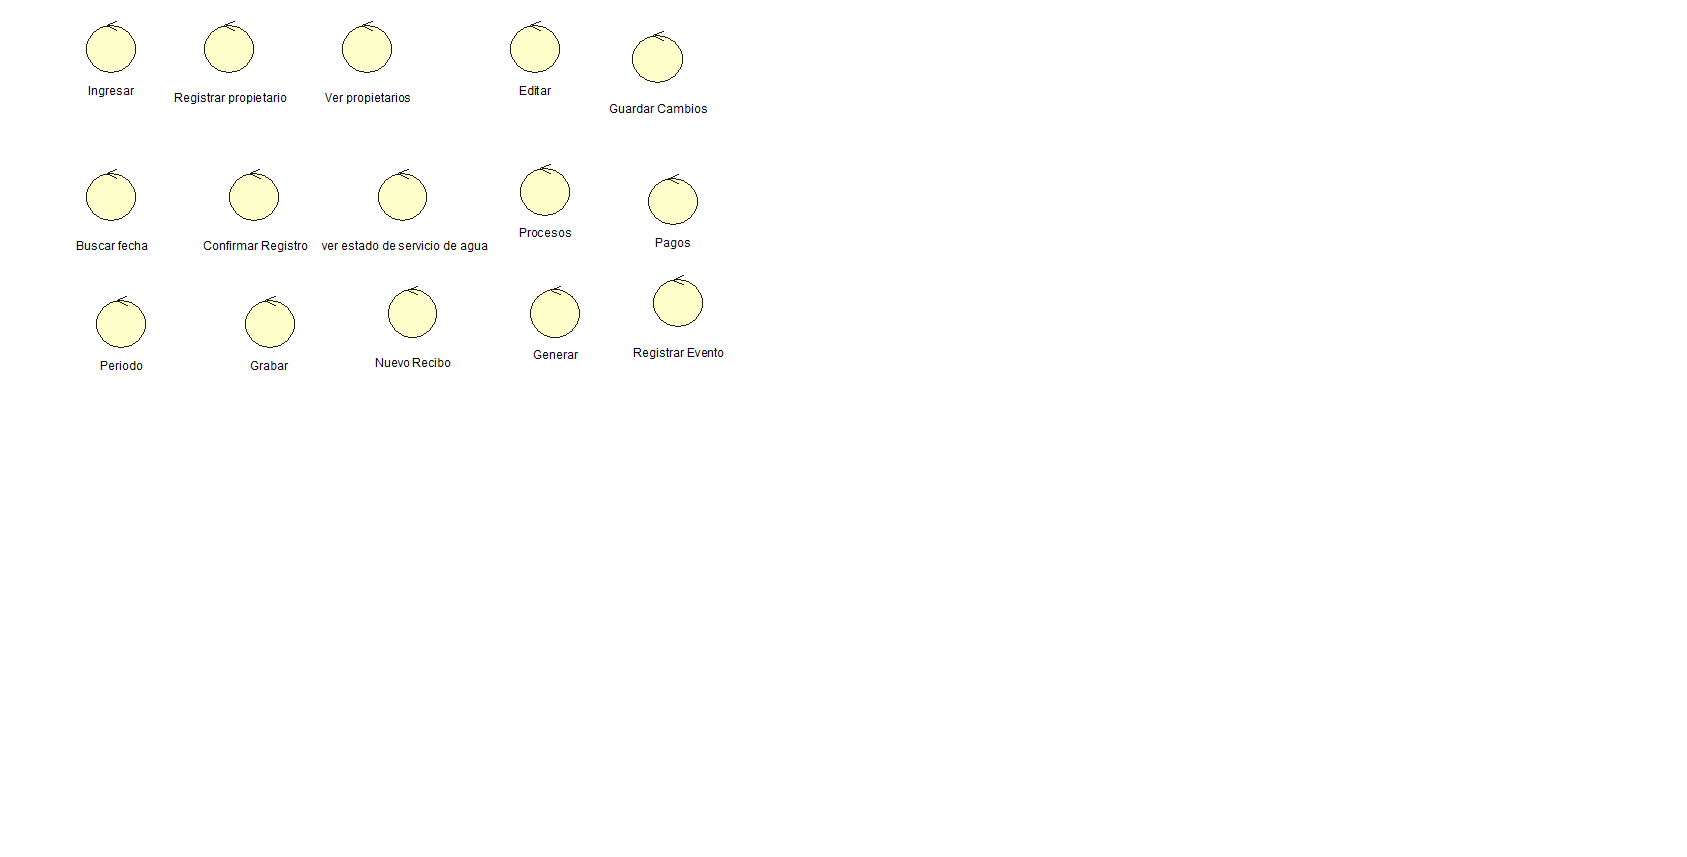 Ingresar
Registrar propietario
Ver propietarios
Editar
Guardar Cambios
Buscar fecha
Confirmar Registro
ver estado de servicio de agua
Procesos
Pagos
Periodo
Grabar
Nuevo Recibo
Generar
Registrar Evento